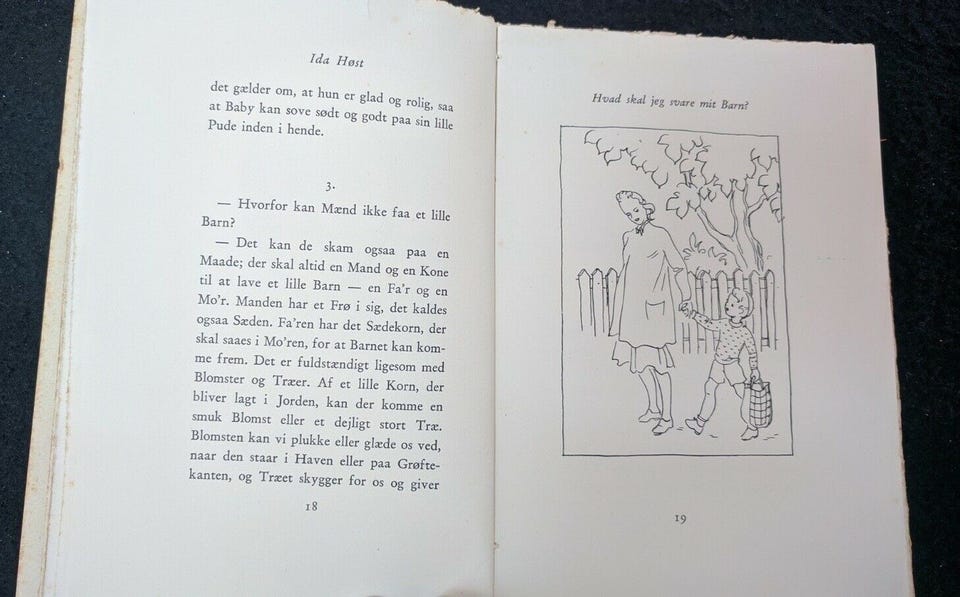 Ida Høst
det gælder om, at hun er glad og rolig, saa
at Baby kan sove sødt og godt paa sin lille
Pude inden i hende.
3.
— Hvorfor kan Mænd ikke faa et lille
Barn?
— Det kan de skam ogsaa paa en
Maade; der skal altid en Mand og en Kone
til at lave et lille Barn — en Fa'r og en
Mo'r. Manden har et Frø i sig, det kaldes
ogsaa Sæden. Fa'ren har det Sædekorn, der
skal saaes i Mo'ren, for at Barnet kan kom-
me frem. Det er fuldstændigt ligesom med
Blomster og Træer. Af et lille Korn, der
bliver lagt i Jorden, kan der komme en
smuk Blomst eller et dejligt stort Træ.
Blomsten kan vi plukke eller glæde os ved,
naar den staar i Haven eller paa Grøfte-
kanten, og Træet skygger for os og giver
18
Hvad skal jeg svare mit Barn?
19